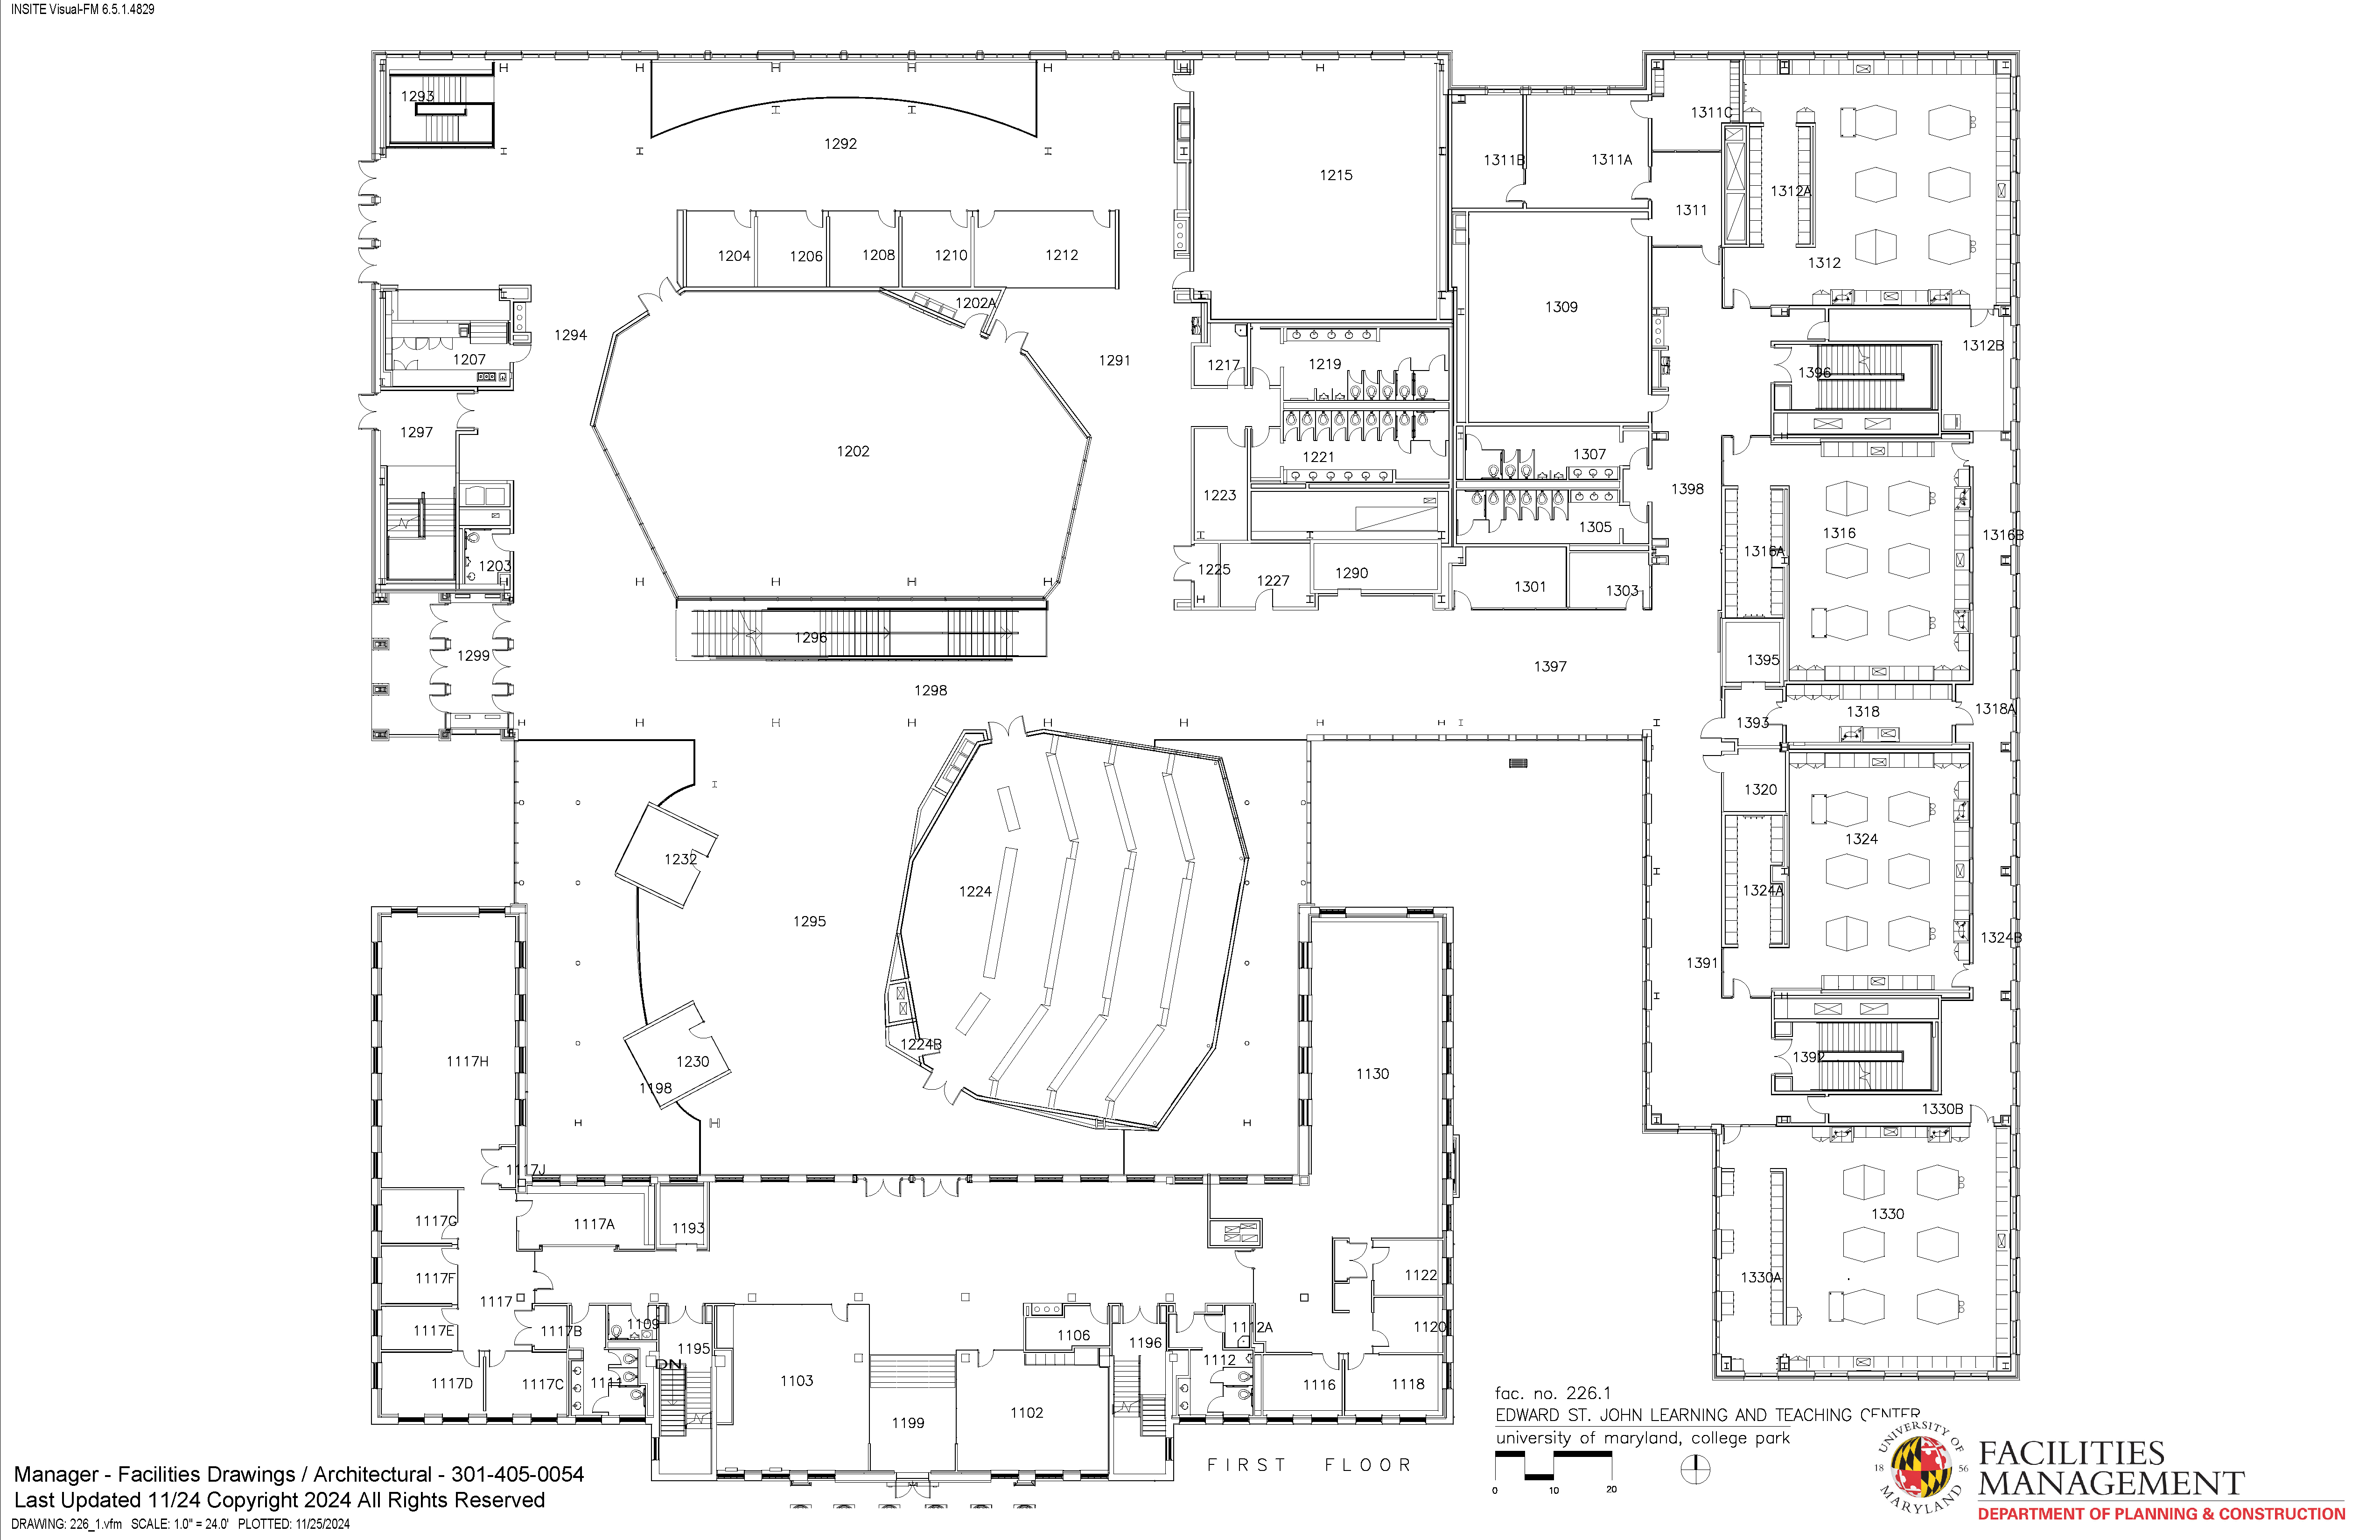 INSITE Visual-FM 6.5.1.4829
1293
1292
1311C
1215
1311B
1311A
1312A
1311
1204
1206
1208
1210
1212
1312
1202A
1309
1294
1207
1291
1217
1219
1312B
1396
1297
1202
1221
1307
1223
1398
1305
1316
1316B
1316A
1203
1225
1227
1290
1301
1303
1296
1299
1298
1397
1395
1318
1318A
1393
1320
1232
1224
1324
1324A
1295
1324B
1391
1224B
1117H
1230
1198
1130
1392
1330B
1117J
1117G
1117A
1193
1330
1117F
1122
1330A
1117
1117E
1117B
1109
1195
DN
1106
1196
1112A
1120
1112
1117D
1117C
1111
1103
1116
1118
1199
1102
fac. no. 226.1
EDWARD ST. JOHN LEARNING AND TEACHING CENTER
university of maryland, college park
FIRST FLOOR
0 10 20
UNIVERSITY OF
18 56
MARYLAND
FACILITIES
MANAGEMENT
DEPARTMENT OF PLANNING & CONSTRUCTION
Manager - Facilities Drawings / Architectural - 301-405-0054
Last Updated 11/24 Copyright 2024 All Rights Reserved
DRAWING: 226_1.vfm SCALE: 1.0" = 24.0' PLOTTED: 11/25/2024